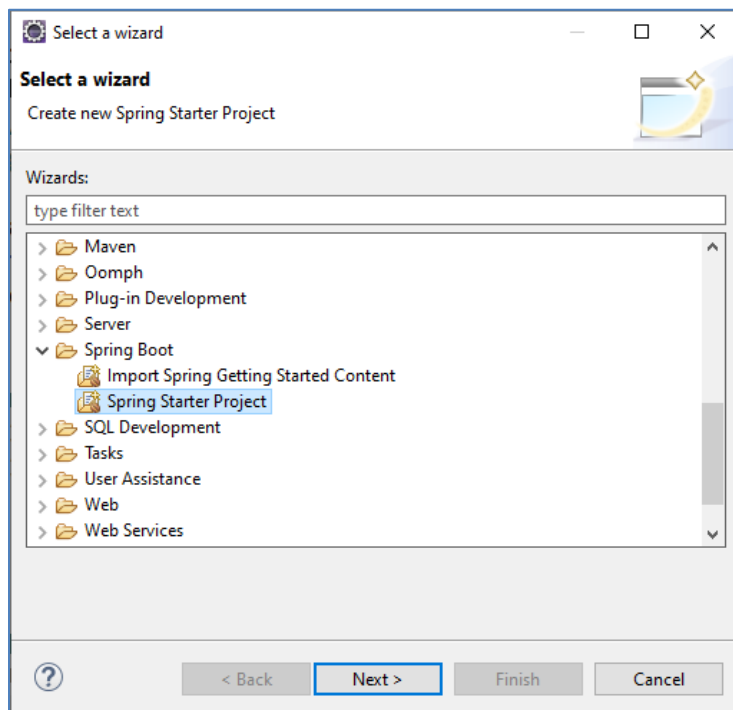 Select a wizard
Select a wizard
Create new Spring Starter Project
Wizards:
type filter text
Maven
Oomph
Plug-in Development
Server
Spring Boot
Import Spring Getting Started Content
Spring Starter Project
SQL Development
Tasks
User Assistance
Web
Web Services
? < Back Next > Finish Cancel